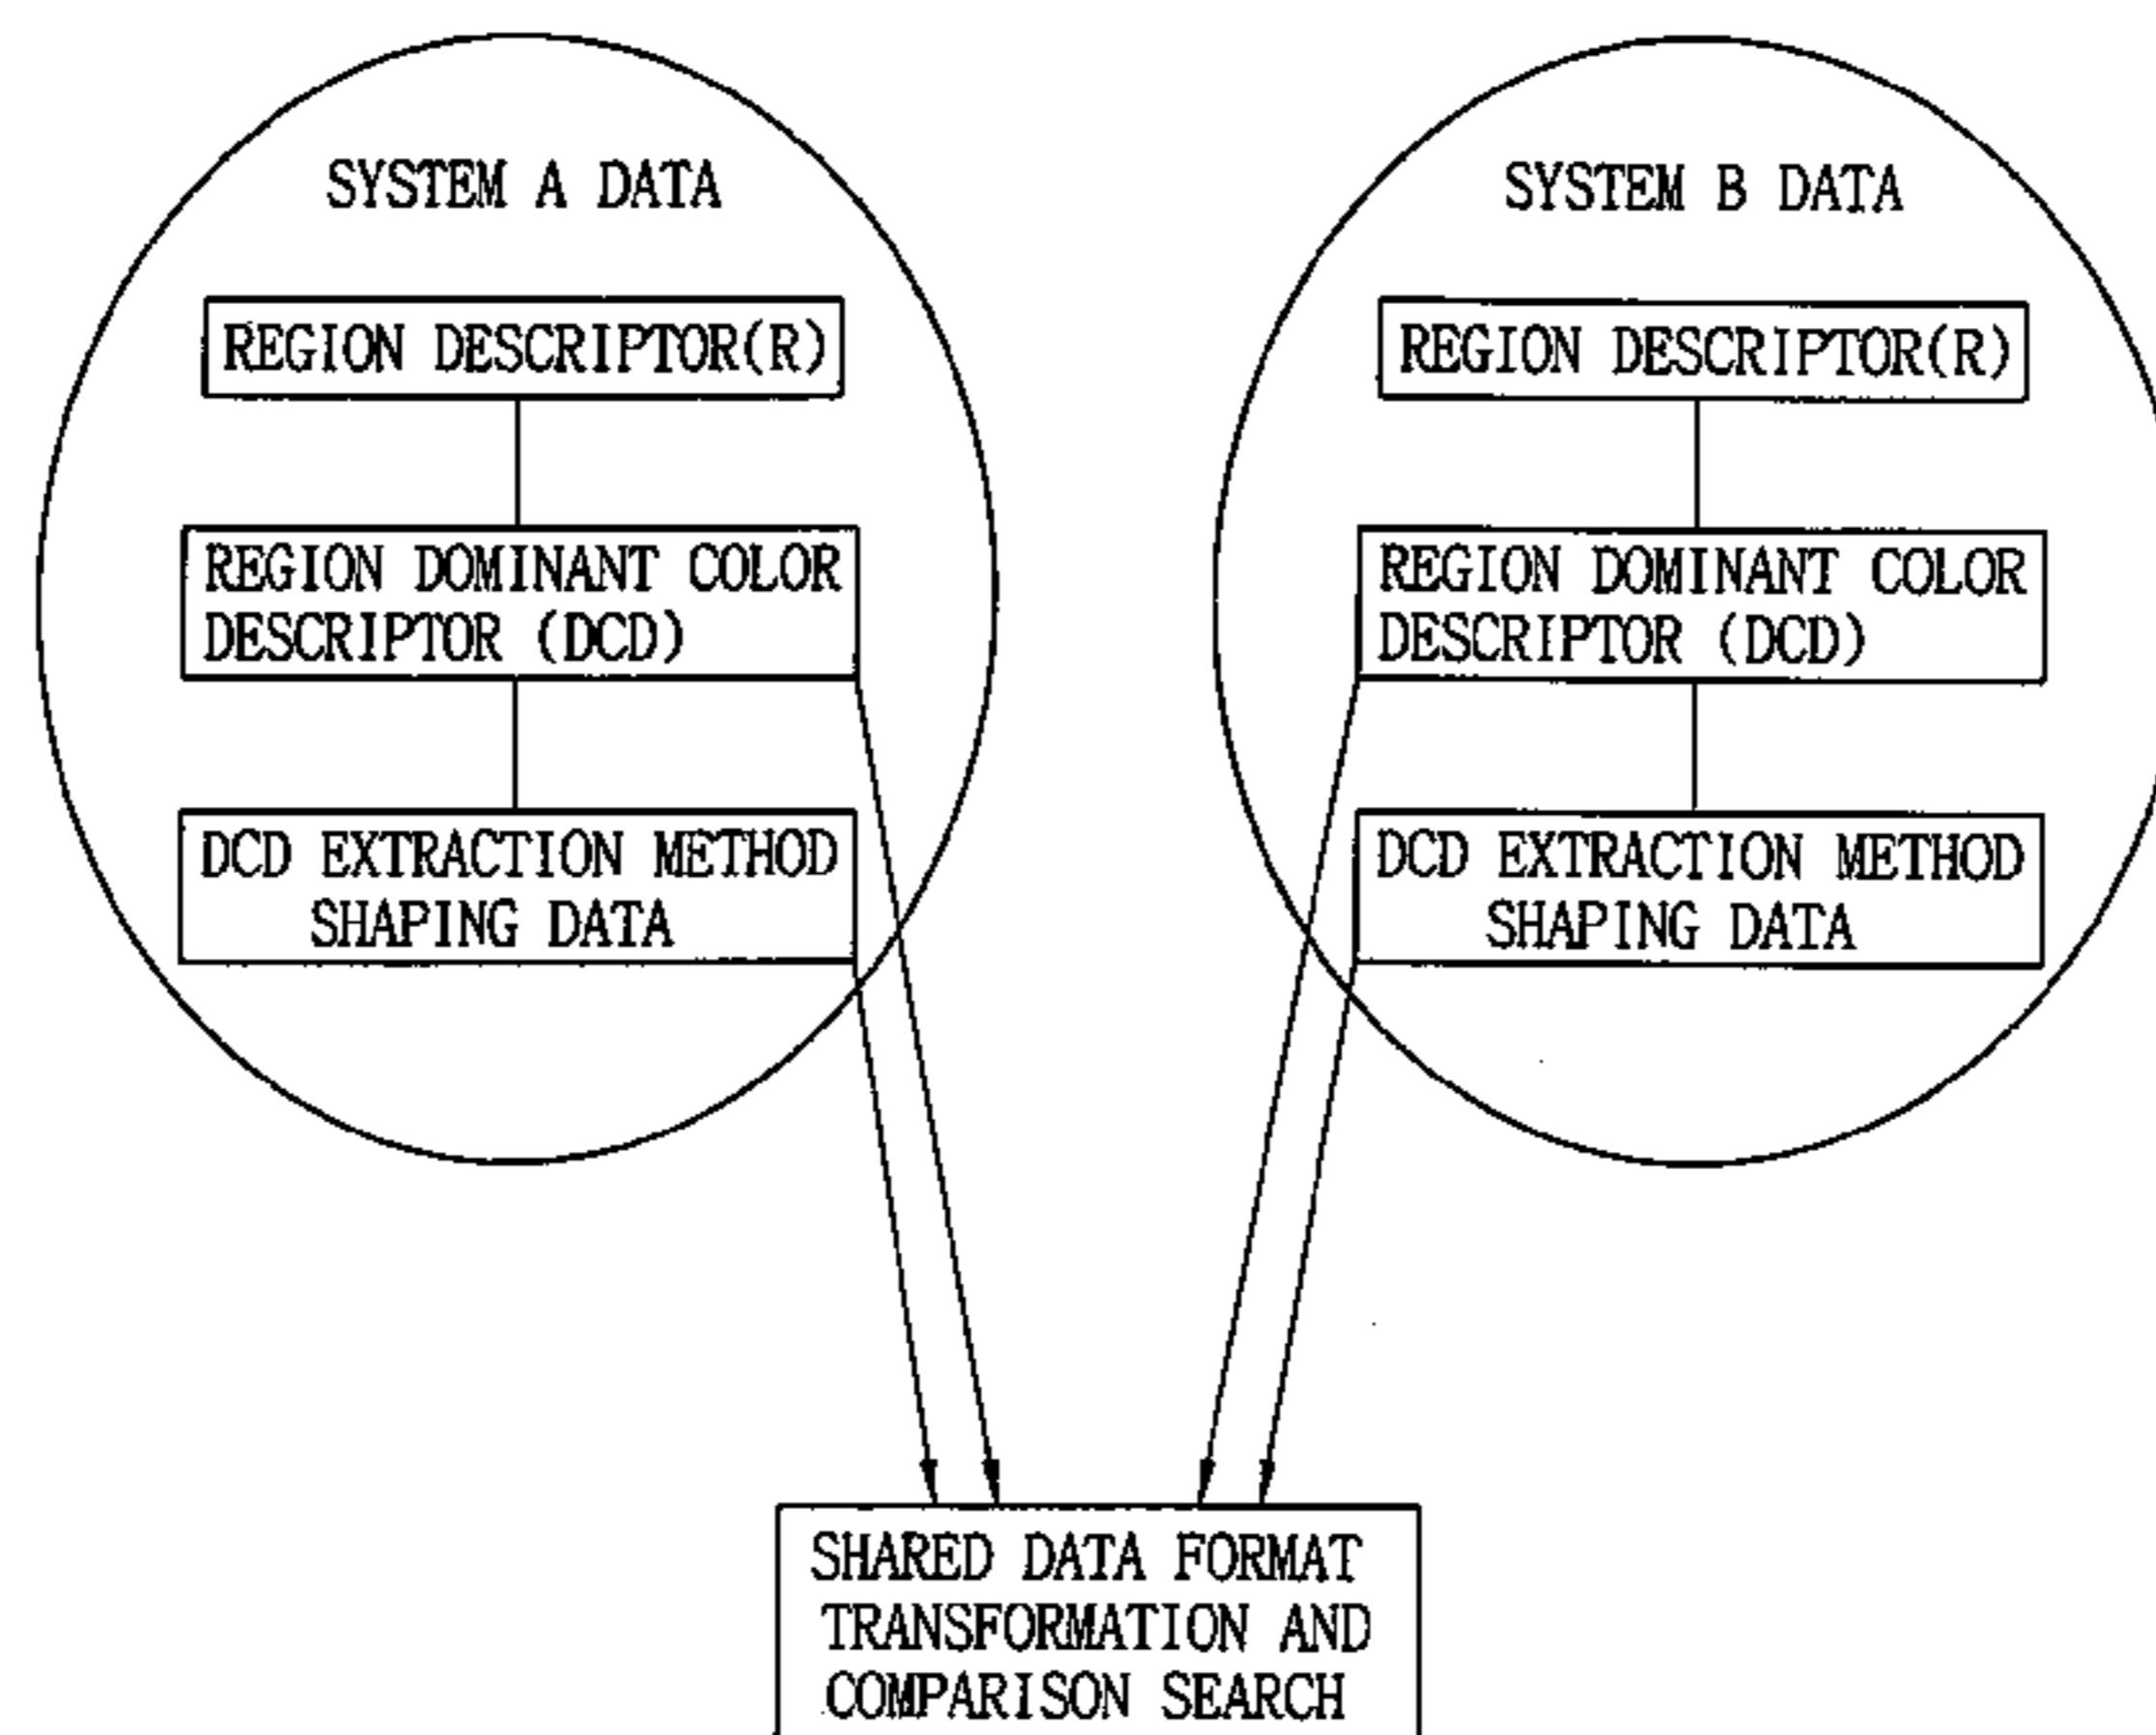 SYSTEM A DATA
REGION DESCRIPTOR(R)
REGION DOMINANT COLOR
DESCRIPTOR (DCD)
DCD EXTRACTION METHOD
SHAPING DATA
SYSTEM B DATA
REGION DESCRIPTOR(R)
REGION DOMINANT COLOR
DESCRIPTOR (DCD)
DCD EXTRACTION METHOD
SHAPING DATA
SHARED DATA FORMAT
TRANSFORMATION AND
COMPARISON SEARCH